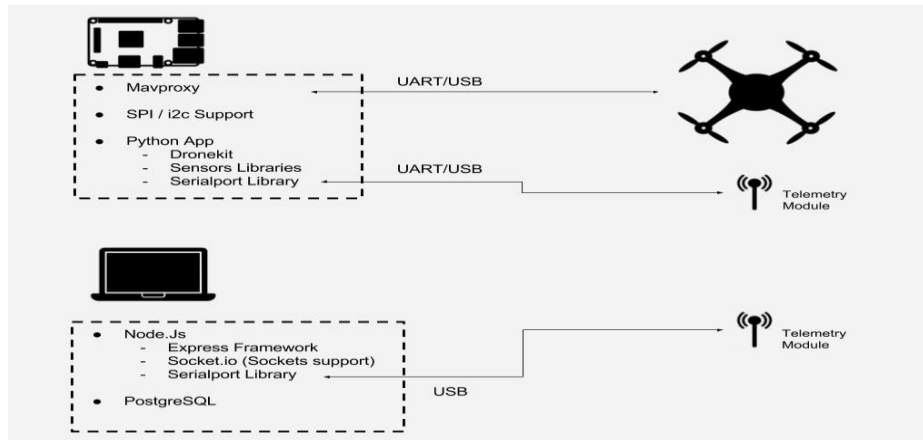 Mavproxy
UART/USB
SPI / i2c Support
Python App
- Dronekit
- Sensors Libraries
- Serialport Library
UART/USB
Telemetry
Module
Node.Js
- Express Framework
- Socket.io (Sockets support)
- Serialport Library
USB
PostgreSQL
Telemetry
Module